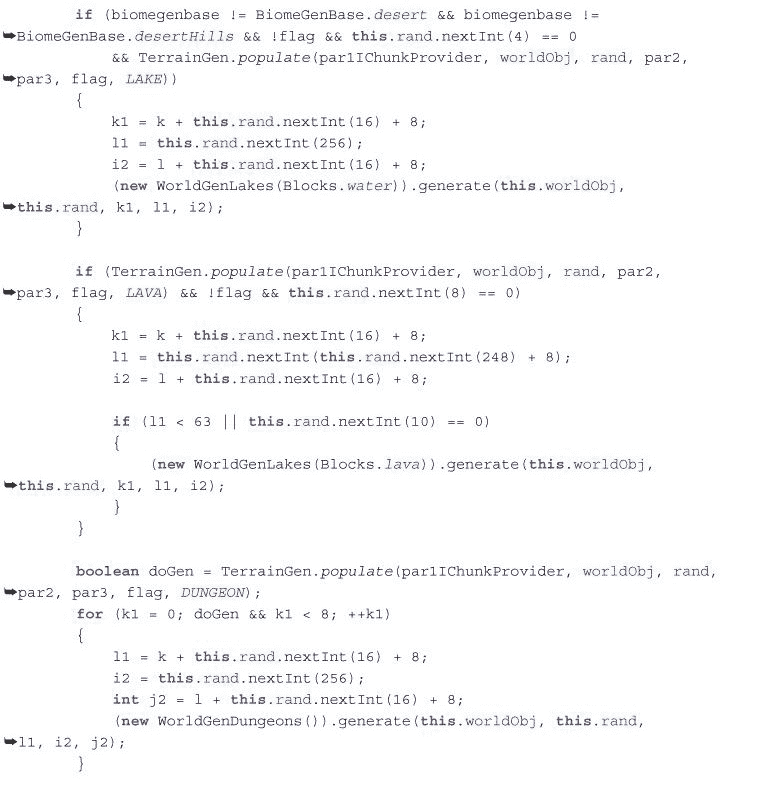 if (biomegenbase != BiomeGenBase.desert && biomegenbase !=
➥BiomeGenBase.desertHills && !flag && this.rand.nextInt(4) == 0
&& TerrainGen.populate(par1IChunkProvider, worldObj, rand, par2,
➥par3, flag, LAKE))
{
k1 = k + this.rand.nextInt(16) + 8;
l1 = this.rand.nextInt(256);
i2 = l + this.rand.nextInt(16) + 8;
(new WorldGenLakes(Blocks.water)).generate(this.worldObj,
➥this.rand, k1, l1, i2);
}
if (TerrainGen.populate(par1IChunkProvider, worldObj, rand, par2,
➥par3, flag, LAVA) && !flag && this.rand.nextInt(8) == 0)
{
k1 = k + this.rand.nextInt(16) + 8;
l1 = this.rand.nextInt(this.rand.nextInt(248) + 8);
i2 = l + this.rand.nextInt(16) + 8;
if (l1 < 63 || this.rand.nextInt(10) == 0)
{
(new WorldGenLakes(Blocks.lava)).generate(this.worldObj,
➥this.rand, k1, l1, i2);
}
}
boolean doGen = TerrainGen.populate(par1IChunkProvider, worldObj, rand,
➥par2, par3, flag, DUNGEON);
for (k1 = 0; doGen && k1 < 8; ++k1)
{
l1 = k + this.rand.nextInt(16) + 8;
i2 = this.rand.nextInt(256);
int j2 = l + this.rand.nextInt(16) + 8;
(new WorldGenDungeons()).generate(this.worldObj, this.rand,
➥l1, i2, j2);
}